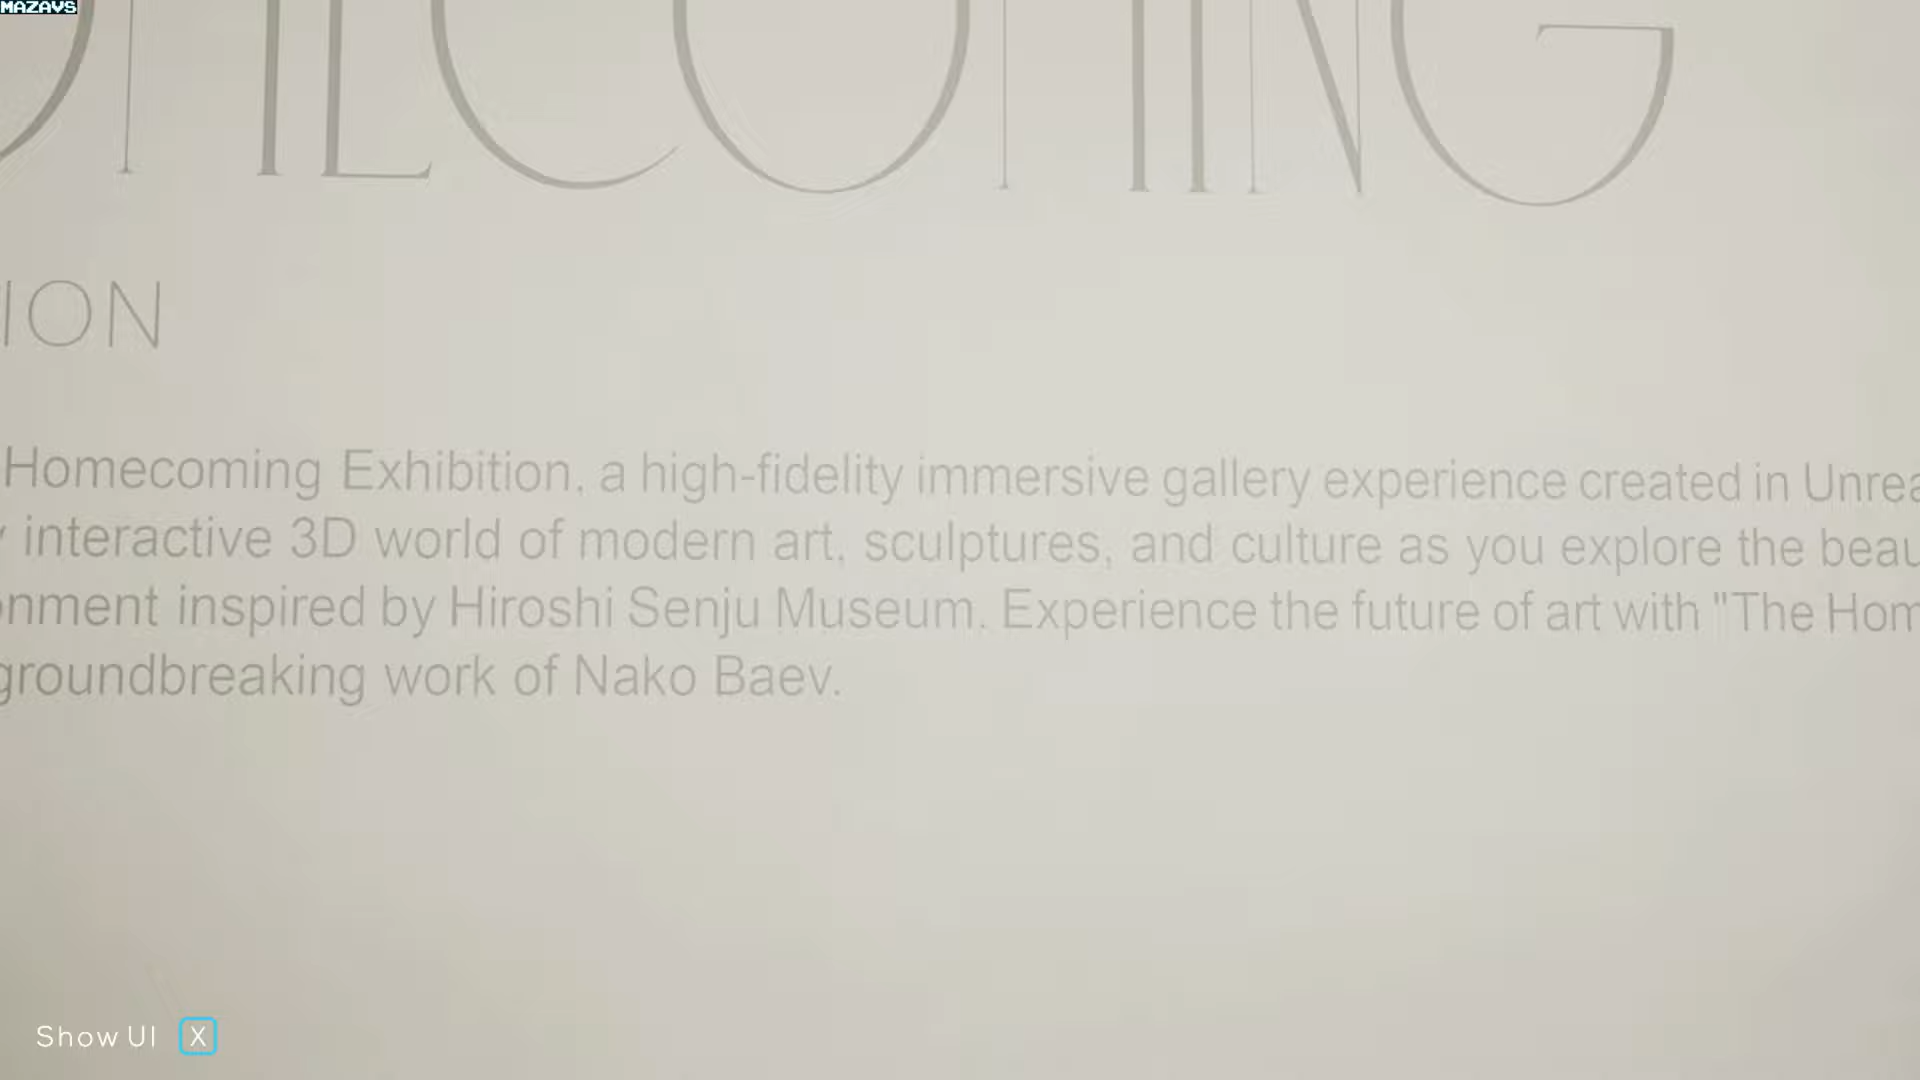 MAZAVS
OMECOMING
ION
Homecoming Exhibition, a high-fidelity immersive gallery experience created in Unrea
interactive 3D world of modern art, sculptures, and culture as you explore the beau
onment inspired by Hiroshi Senju Museum. Experience the future of art with "The Hom
groundbreaking work of Nako Baev.
Show UI X